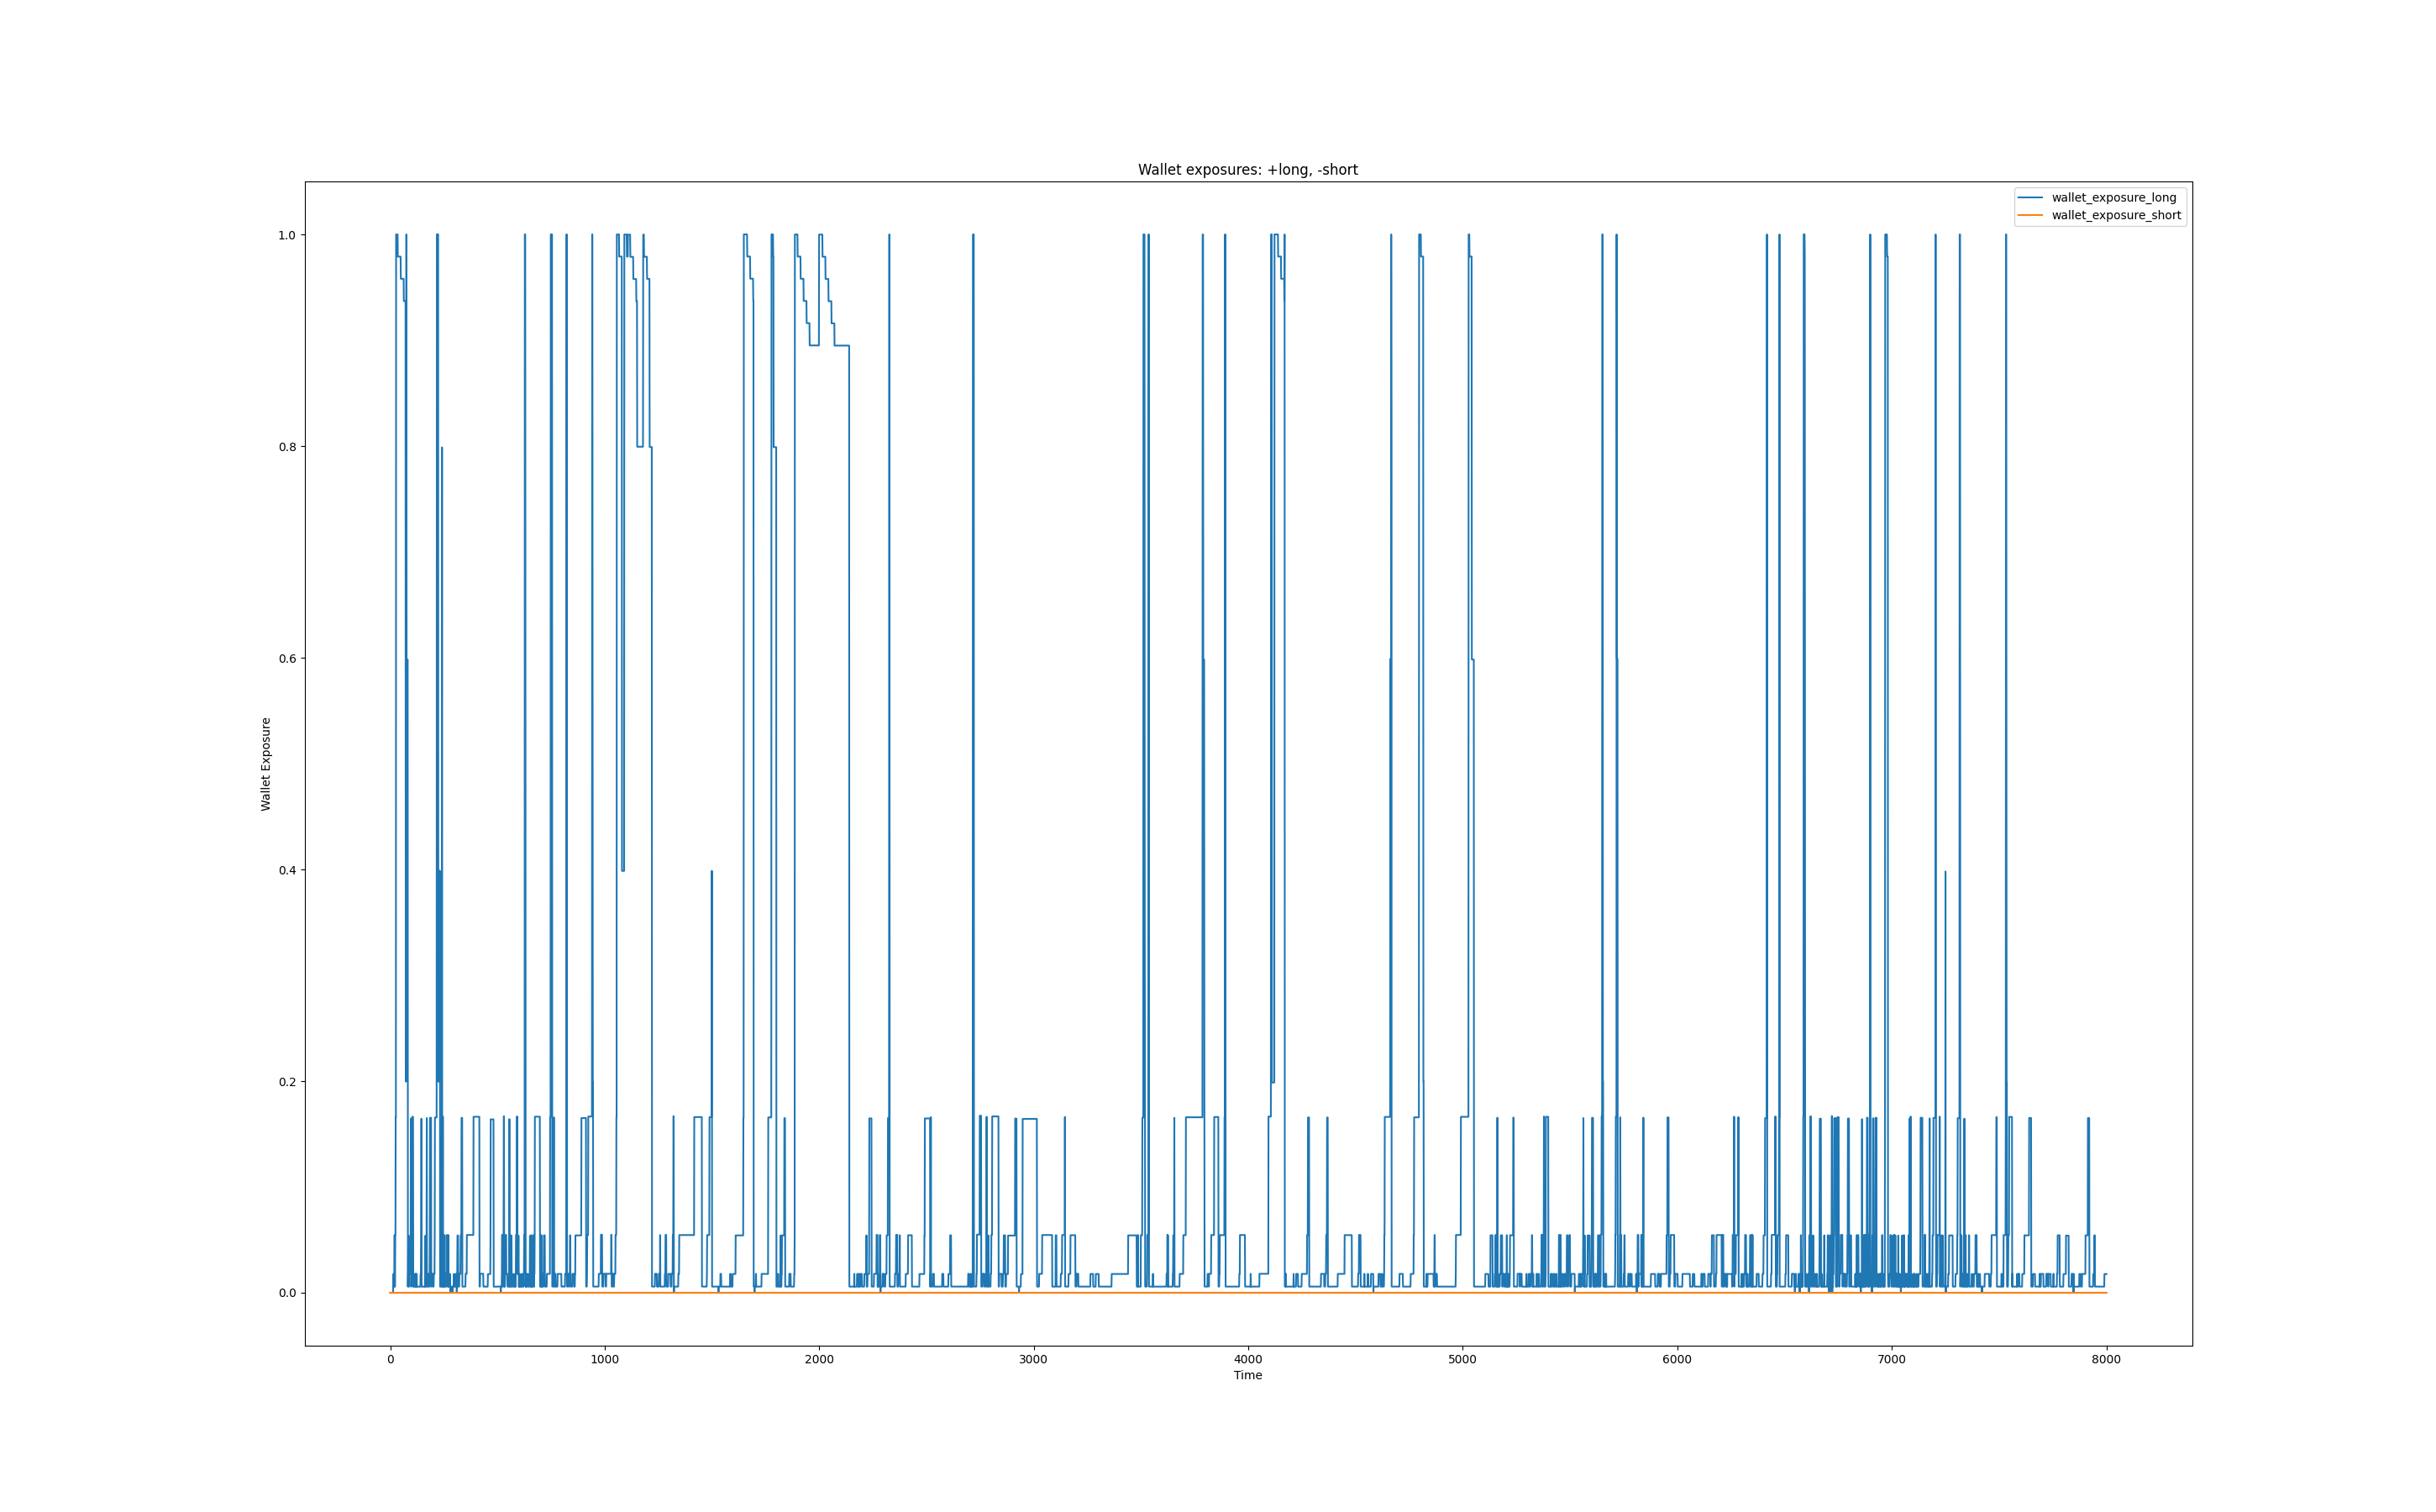 Wallet exposures: +long, -short
wallet_exposure_long
wallet_exposure_short
1.0
0.8
0.6
0.4
0.2
0.0
Wallet Exposure
0 1000 2000 3000 4000 5000 6000 7000 8000
Time